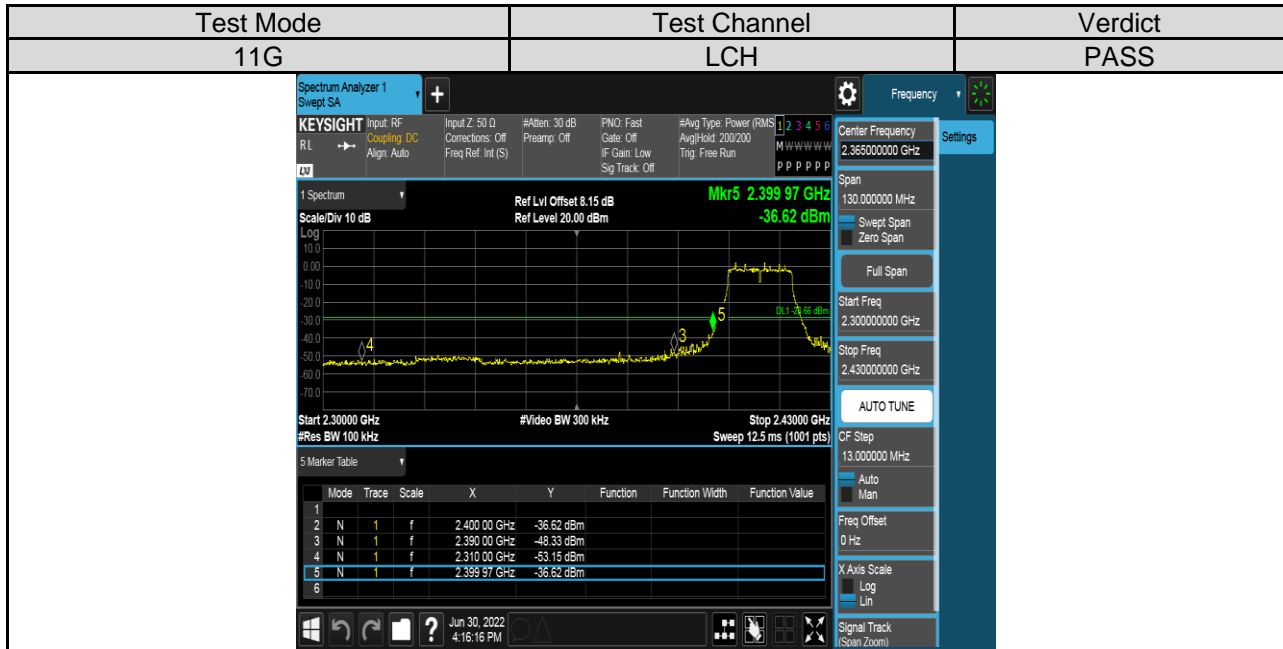 Test Mode Test Channel Verdict
11G LCH PASS
Spectrum Analyzer 1
Swept SA
+
Frequency
KEYSIGHT Input: RF Input Z: 50 Ω #Atten: 30 dB PNO: Fast #Avg Type: Power (RMS 1 2 3 4 5 6
RL Coupling: DC Corrections: Off Preamp: Off Gate: Off Avg|Hold: 200/200 M W W W W W
Align: Auto Freq Ref: Int (S) IF Gain: Low Trig: Free Run
LXI Sig Track: Off P P P P P P
Center Frequency
2.365000000 GHz
Settings
Span
130.000000 MHz
Swept Span
Zero Span
Full Span
Start Freq
2.300000000 GHz
Stop Freq
2.430000000 GHz
AUTO TUNE
CF Step
13.000000 MHz
Auto
Man
Freq Offset
0 Hz
X Axis Scale
Log
Lin
Signal Track
(Span Zoom)
1 Spectrum
Ref Lvl Offset 8.15 dB Mkr5 2.399 97 GHz
Scale/Div 10 dB Ref Level 20.00 dBm -36.62 dBm
Log
10.0
0.00
-10.0
-20.0
DL1 -28.66 dBm
5
-30.0
3
-40.0
4
-50.0
-60.0
-70.0
Start 2.30000 GHz #Video BW 300 kHz Stop 2.43000 GHz
#Res BW 100 kHz Sweep 12.5 ms (1001 pts)
5 Marker Table
Mode Trace Scale X Y Function Function Width Function Value
1
2 N 1 f 2.400 00 GHz -36.62 dBm
3 N 1 f 2.390 00 GHz -48.33 dBm
4 N 1 f 2.310 00 GHz -53.15 dBm
5 N 1 f 2.399 97 GHz -36.62 dBm
6
? Jun 30, 2022
4:16:16 PM